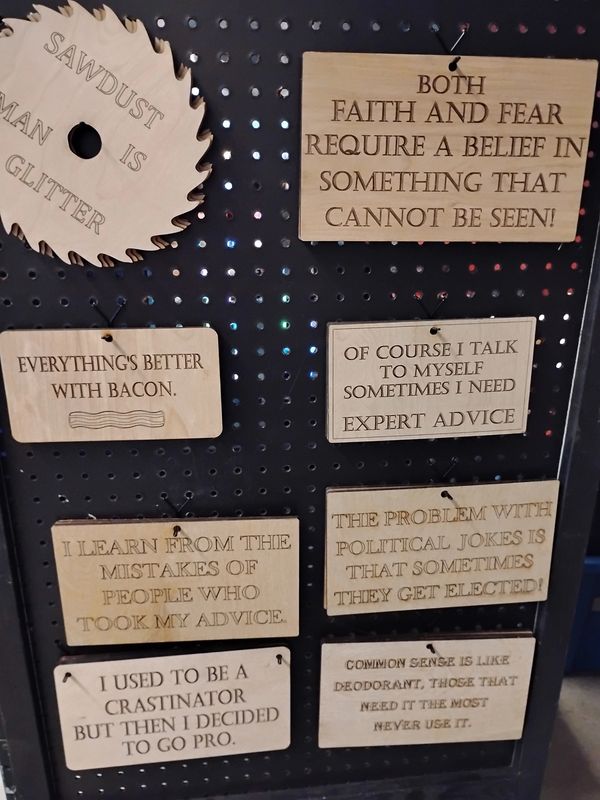 SAWDUST
IS
MAN
GLITTER
BOTH
FAITH AND FEAR
REQUIRE A BELIEF IN
SOMETHING THAT
CANNOT BE SEEN!
EVERYTHING'S BETTER
WITH BACON.
OF COURSE I TALK
TO MYSELF
SOMETIMES I NEED
EXPERT ADVICE
I LEARN FROM THE
MISTAKES OF
PEOPLE WHO
TOOK MY ADVICE.
THE PROBLEM WITH
POLITICAL JOKES IS
THAT SOMETIMES
THEY GET ELECTED!
I USED TO BE A
CRASTINATOR
BUT THEN I DECIDED
TO GO PRO.
COMMON SENSE IS LIKE
DEODORANT, THOSE THAT
NEED IT THE MOST
NEVER USE IT.